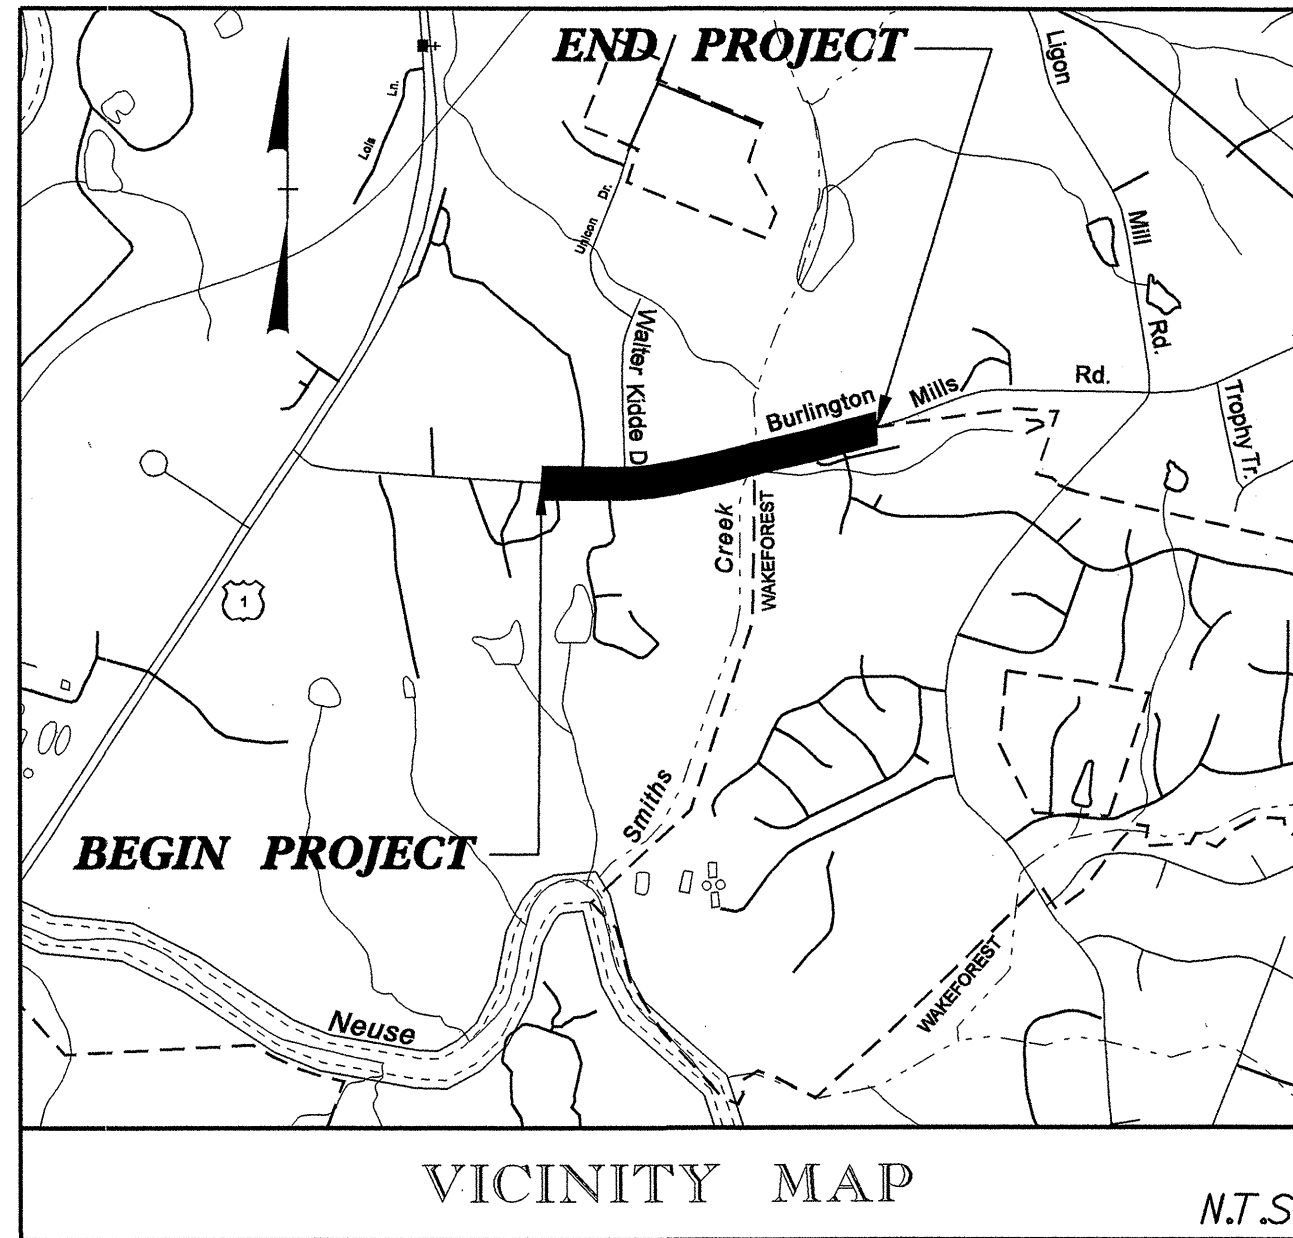 END PROJECT
Ligon
Mill
Rd.
Lois Ln.
Unicon Dr.
Walter Kidde D
Burlington Mills Rd.
Trophy Tr.
Creek
WAKEFOREST
1
Smiths
BEGIN PROJECT
WAKEFOREST
Neuse
VICINITY MAP
N.T.S